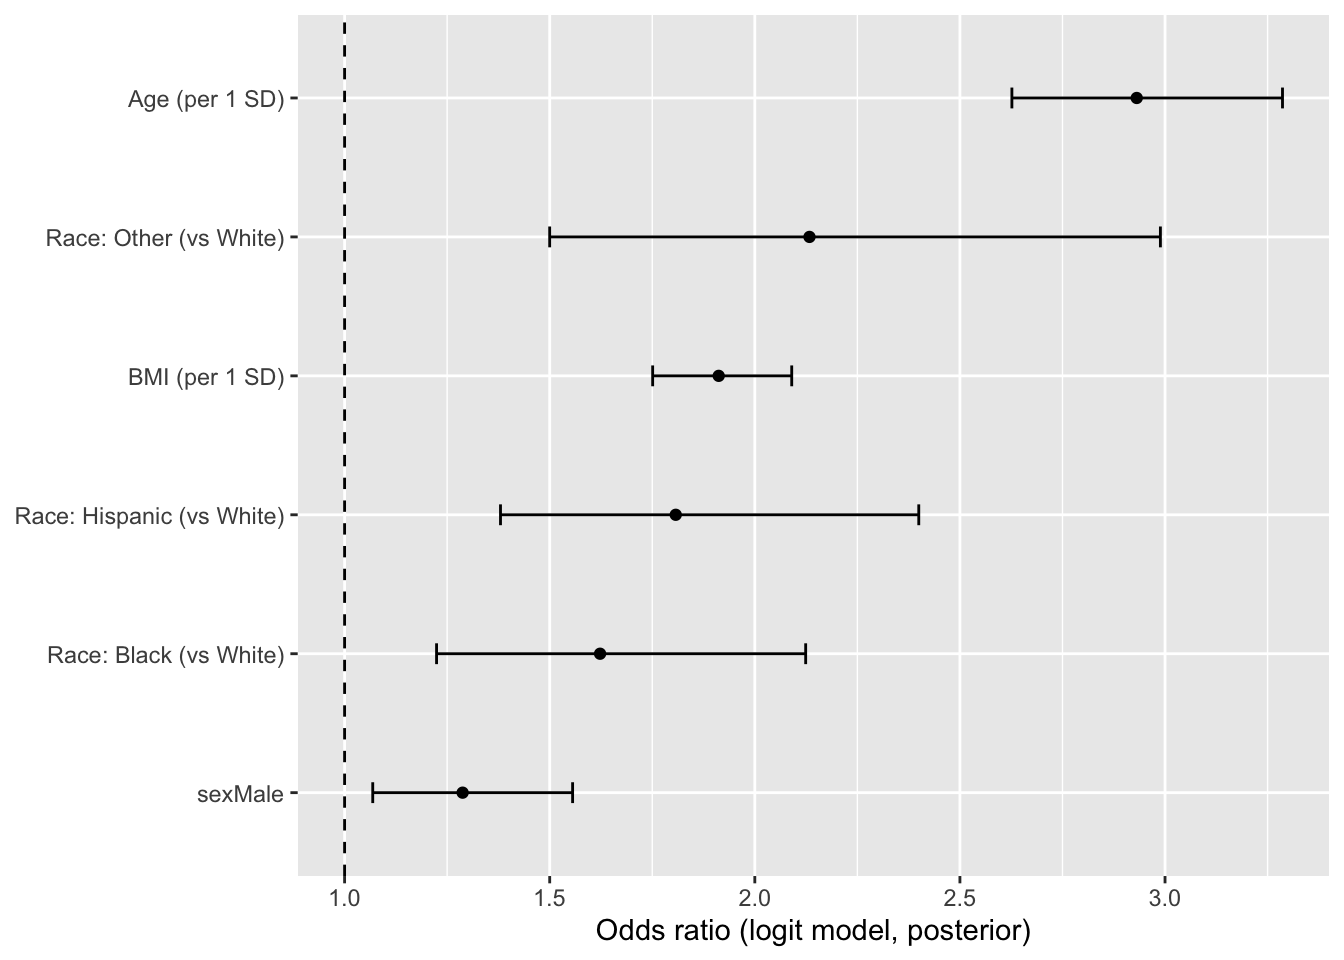 Age (per 1 SD)
Race: Other (vs White)
BMI (per 1 SD)
Race: Hispanic (vs White)
Race: Black (vs White)
sexMale
1.0 1.5 2.0 2.5 3.0
Odds ratio (logit model, posterior)